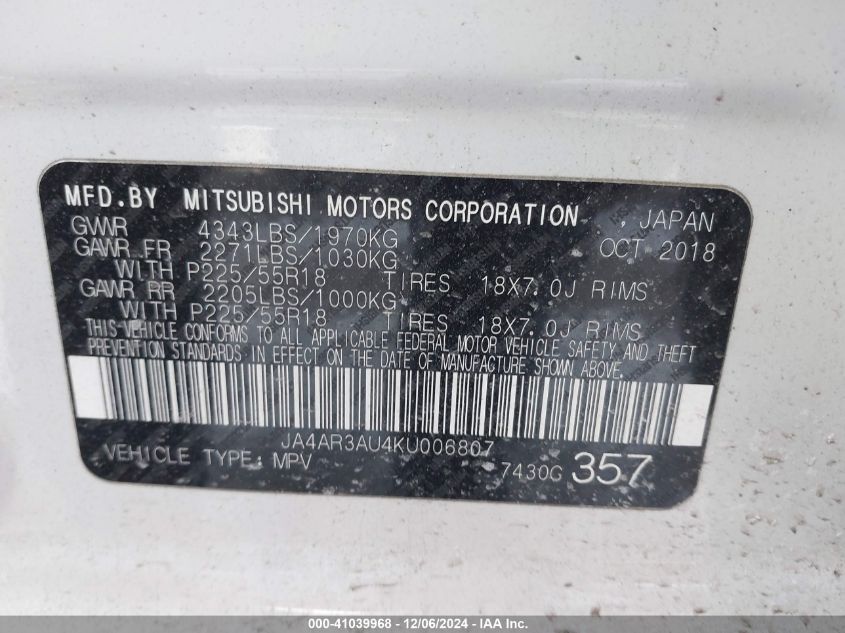 MFD.BY MITSUBISHI MOTORS CORPORATION , JAPAN
GVWR 4343LBS/1970KG OCT 2018
GAWR FR 2271LBS/1030KG
WITH P225/55R18 TIRES 18X7.0J RIMS
GAWR RR 2205LBS/1000KG
WITH P225/55R18 TIRES 18X7.0J RIMS
THIS VEHICLE CONFORMS TO ALL APPLICABLE FEDERAL MOTOR VEHICLE SAFETY AND THEFT
PREVENTION STANDARDS IN EFFECT ON THE DATE OF MANUFACTURE SHOWN ABOVE.
JA4AR3AU4KU006807
VEHICLE TYPE: MPV 7430G 357
000-41039968 - 12/06/2024 - IAA Inc.